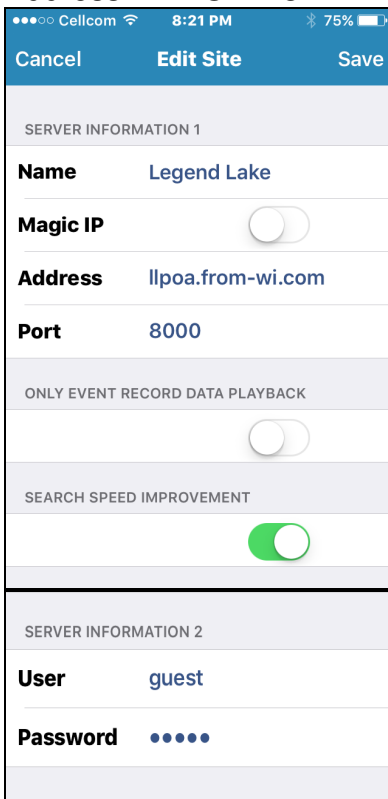 ●●●○○ Cellcom 8:21 PM 75%
Cancel Edit Site Save
SERVER INFORMATION 1
Name Legend Lake
Magic IP
Address llpoa.from-wi.com
Port 8000
ONLY EVENT RECORD DATA PLAYBACK
SEARCH SPEED IMPROVEMENT
SERVER INFORMATION 2
User guest
Password ●●●●●